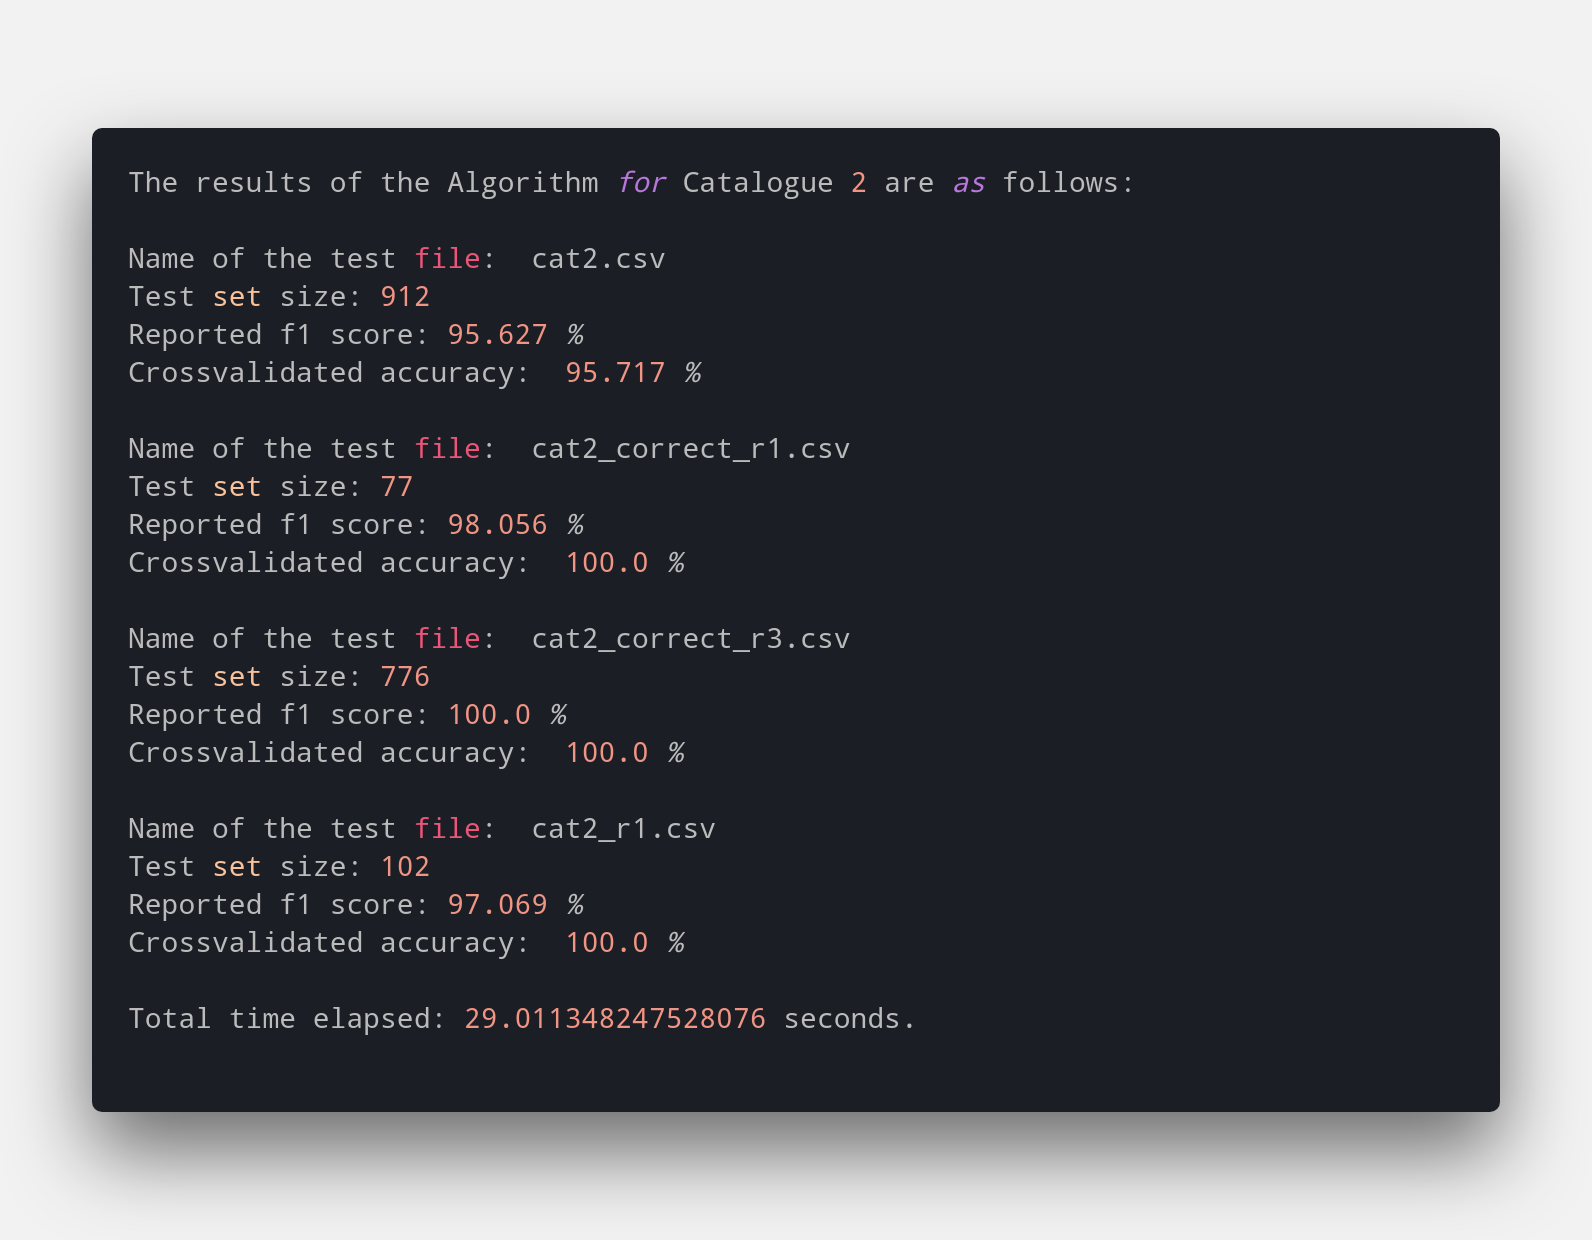 The results of the Algorithm for Catalogue 2 are as follows:
Name of the test file:  cat2.csv
Test set size: 912
Reported f1 score: 95.627 %
Crossvalidated accuracy:  95.717 %
Name of the test file:  cat2_correct_r1.csv
Test set size: 77
Reported f1 score: 98.056 %
Crossvalidated accuracy:  100.0 %
Name of the test file:  cat2_correct_r3.csv
Test set size: 776
Reported f1 score: 100.0 %
Crossvalidated accuracy:  100.0 %
Name of the test file:  cat2_r1.csv
Test set size: 102
Reported f1 score: 97.069 %
Crossvalidated accuracy:  100.0 %
Total time elapsed: 29.011348247528076 seconds.